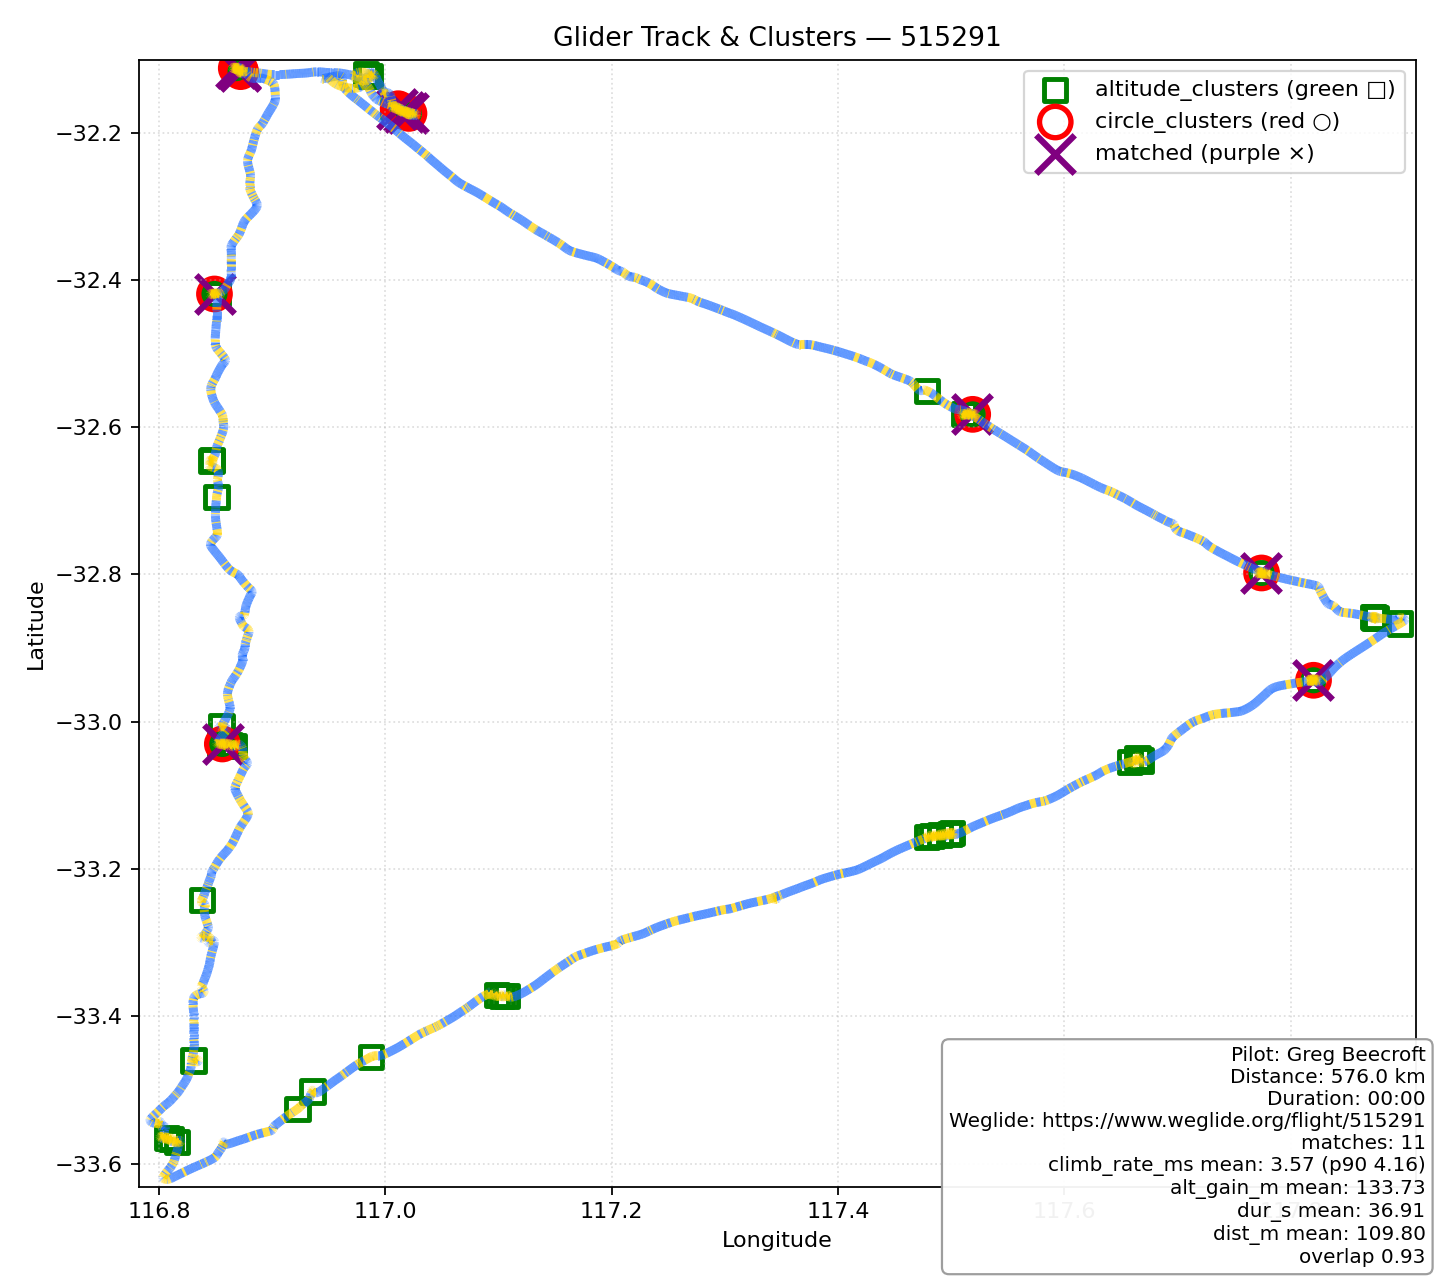 Glider Track & Clusters — 515291
altitude_clusters (green □)
circle_clusters (red ○)
matched (purple ×)
−32.2
−32.4
−32.6
−32.8
−33.0
−33.2
−33.4
−33.6
Latitude
116.8
117.0
117.2
117.4
117.6
Longitude
Pilot: Greg Beecroft
Distance: 576.0 km
Duration: 00:00
Weglide: https://www.weglide.org/flight/515291
matches: 11
climb_rate_ms mean: 3.57 (p90 4.16)
alt_gain_m mean: 133.73
dur_s mean: 36.91
dist_m mean: 109.80
overlap 0.93